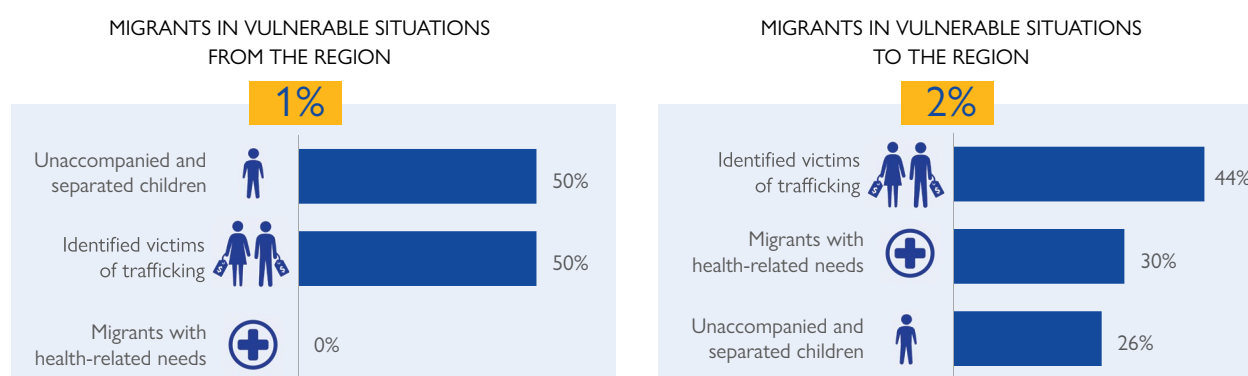 MIGRANTS IN VULNERABLE SITUATIONS
FROM THE REGION
1%
Unaccompanied and
separated children
50%
Identified victims
of trafficking
$
$
50%
Migrants with
health-related needs
0%
MIGRANTS IN VULNERABLE SITUATIONS
TO THE REGION
2%
Identified victims
of trafficking
$
$
44%
Migrants with
health-related needs
30%
Unaccompanied and
separated children
26%